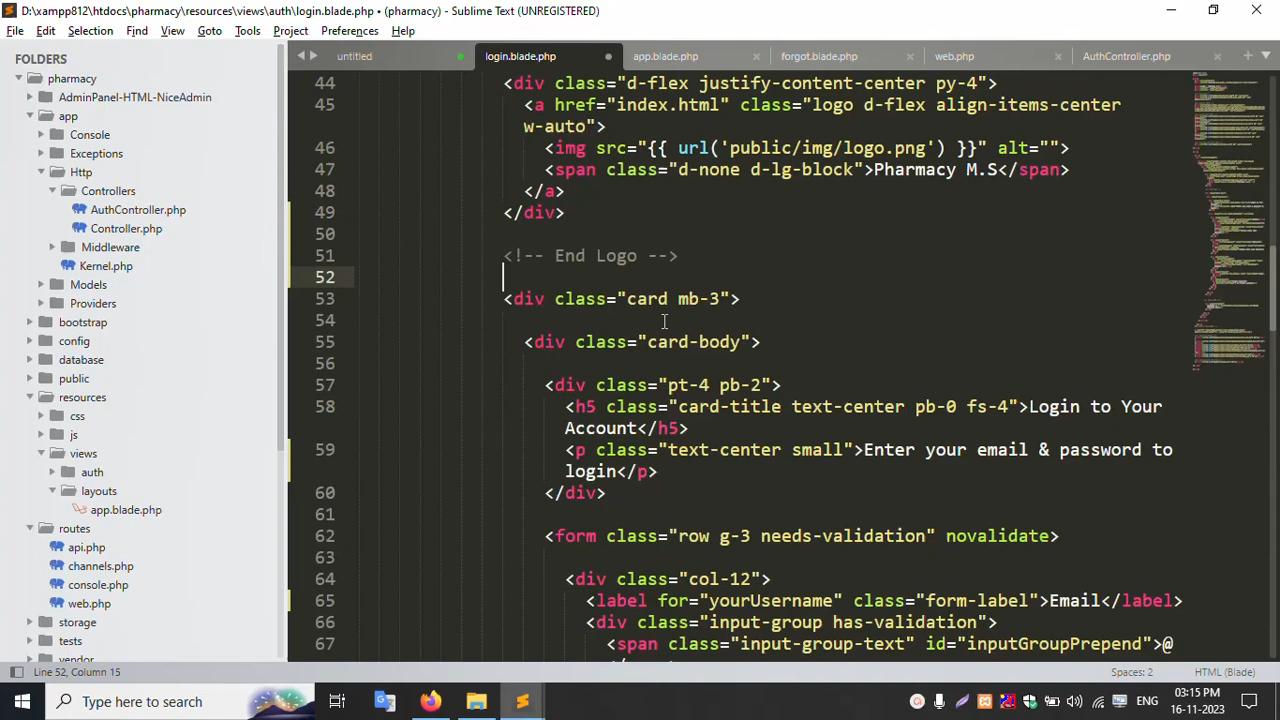 D:\xampp812\htdocs\pharmacy\resources\views\auth\login.blade.php • (pharmacy) - Sublime Text (UNREGISTERED)
File Edit Selection Find View Goto Tools Project Preferences Help
FOLDERS
pharmacy
AdminPanel-HTML-NiceAdmin
app
Console
Exceptions
Http
Controllers
AuthController.php
Controller.php
Middleware
Kernel.php
Models
Providers
bootstrap
config
database
public
resources
css
js
views
auth
layouts
app.blade.php
routes
api.php
channels.php
console.php
web.php
storage
tests
vendor
untitled login.blade.php app.blade.php forgot.blade.php web.php AuthController.php
44 <div class="d-flex justify-content-center py-4">
45 <a href="index.html" class="logo d-flex align-items-center
w-auto">
46 <img src="{{ url('public/img/logo.png') }}" alt="">
47 <span class="d-none d-lg-block">Pharmacy M.S</span>
48 </a>
49 </div>
50
51 <!-- End Logo -->
52
53 <div class="card mb-3">
54
55 <div class="card-body">
56
57 <div class="pt-4 pb-2">
58 <h5 class="card-title text-center pb-0 fs-4">Login to Your
Account</h5>
59 <p class="text-center small">Enter your email & password to
login</p>
60 </div>
61
62 <form class="row g-3 needs-validation" novalidate>
63
64 <div class="col-12">
65 <label for="yourUsername" class="form-label">Email</label>
66 <div class="input-group has-validation">
67 <span class="input-group-text" id="inputGroupPrepend">@
Line 52, Column 15 Spaces: 2 HTML (Blade)
Type here to search
ENG
03:15 PM
16-11-2023